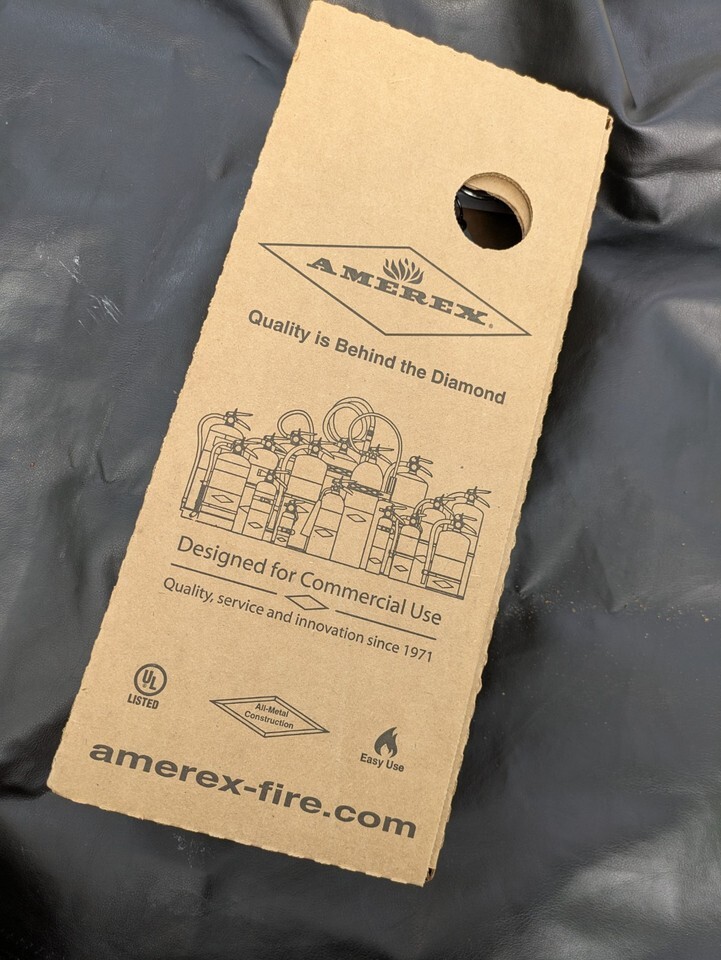 AMEREX®
Quality is Behind the Diamond
Designed for Commercial Use
Quality, service and innovation since 1971
UL
LISTED
All-Metal
Construction
Easy Use
amerex-fire.com